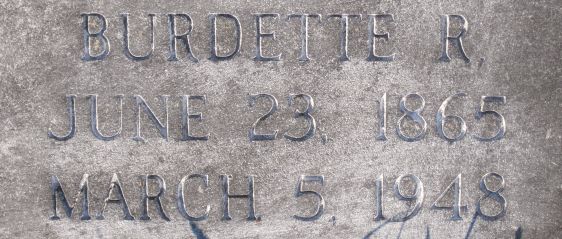 BURDETTE R.
JUNE 23, 1865
MARCH 5, 1948